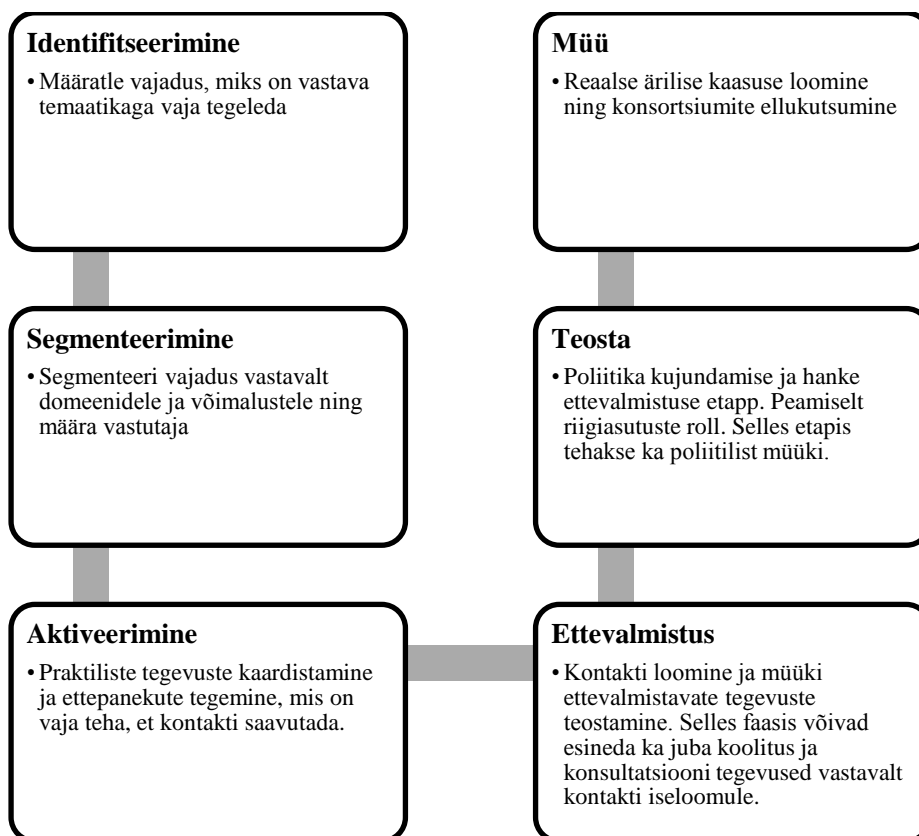 Identifitseerimine
• Määratle vajadus, miks on vastava
temaatikaga vaja tegeleda
Segmenteerimine
• Segmenteeri vajadus vastavalt
domeenidele ja võimalustele ning
määra vastutaja
Aktiveerimine
• Praktiliste tegevuste kaardistamine
ja ettepanekute tegemine, mis on
vaja teha, et kontakti saavutada.
Ettevalmistus
• Kontakti loomine ja müüki
ettevalmistavate tegevuste
teostamine. Selles faasis võivad
esineda ka juba koolitus ja
konsultatsiooni tegevused vastavalt
kontakti iseloomule.
Teosta
• Poliitika kujundamise ja hanke
ettevalmistuse etapp. Peamiselt
riigiasutuste roll. Selles etapis
tehakse ka poliitilist müüki.
Müü
• Reaalse ärilise kaasuse loomine
ning konsortsiumite ellukutsumine